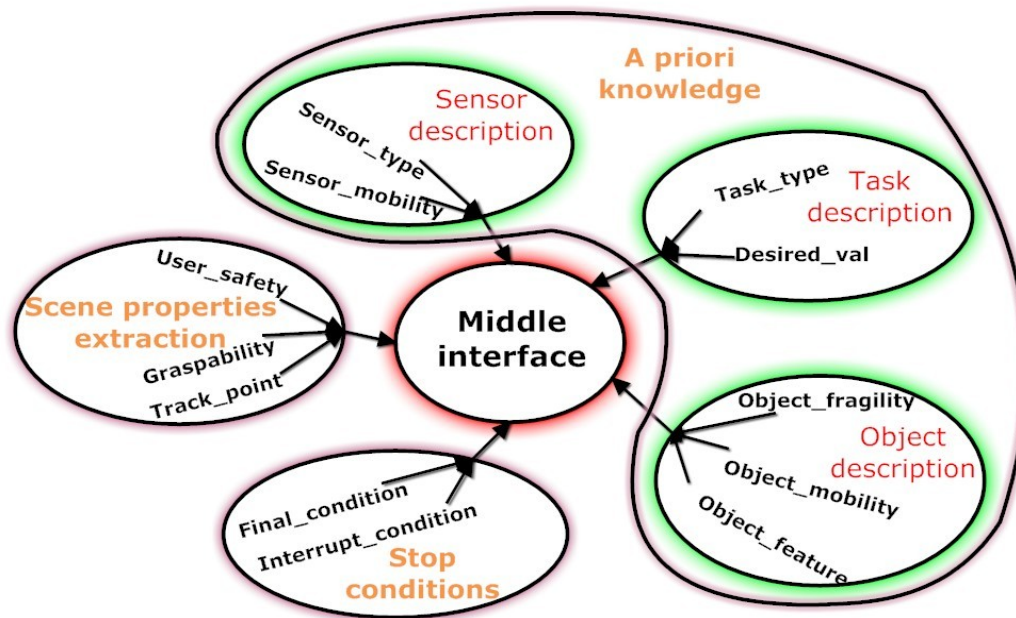 A priori
knowledge
Sensor
description
Sensor_type
Sensor_mobility
Task_type
Task
description
Desired_val
User_safety
Scene properties
extraction
Graspability
Track_point
Middle
interface
Object_fragility
Object
description
Object_mobility
Object_feature
Final_condition
Interrupt_condition
Stop
conditions